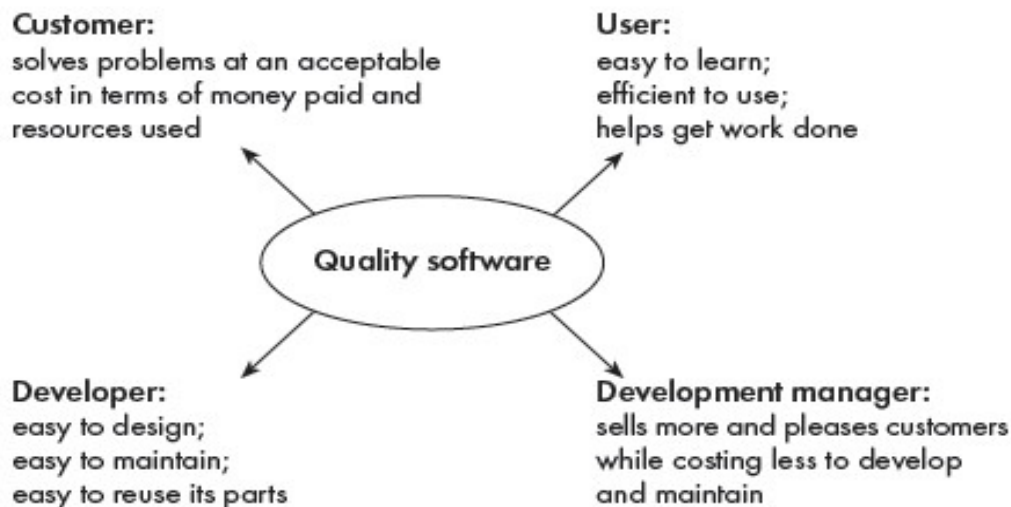 Customer:
solves problems at an acceptable
cost in terms of money paid and
resources used
User:
easy to learn;
efficient to use;
helps get work done
Quality software
Developer:
easy to design;
easy to maintain;
easy to reuse its parts
Development manager:
sells more and pleases customers
while costing less to develop
and maintain